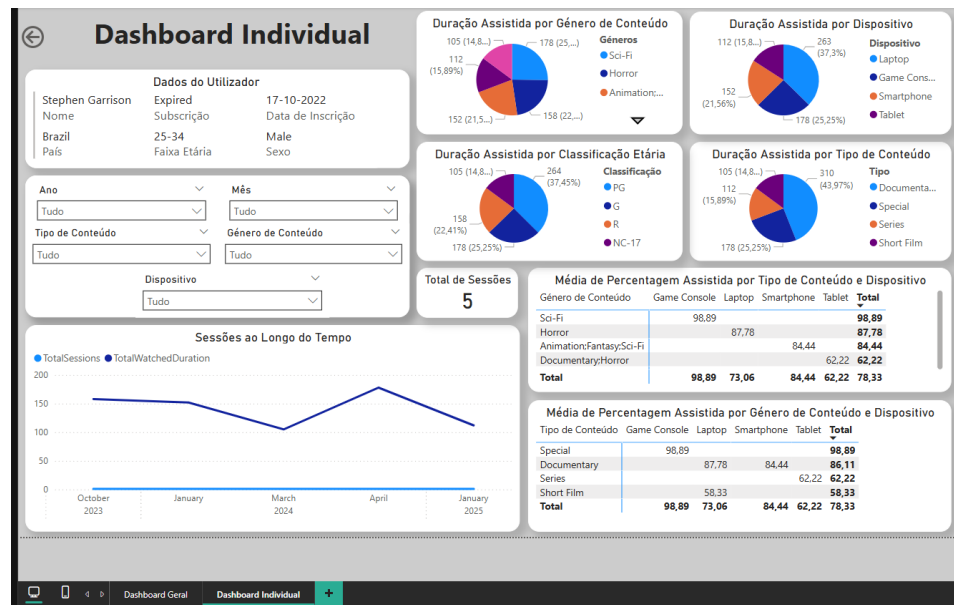 Dashboard Individual
Dados do Utilizador
Stephen Garrison Expired 17-10-2022
Nome Subscrição Data de Inscrição
Brazil 25-34 Male
País Faixa Etária Sexo
Ano Mês
Tudo Tudo
Tipo de Conteúdo Género de Conteúdo
Tudo Tudo
Dispositivo
Tudo
Sessões ao Longo do Tempo
TotalSessions TotalWatchedDuration
200
150
100
50
0
October January March April January
2023 2024 2025
Duração Assistida por Género de Conteúdo
105 (14,8...) 178 (25,...)
112
(15,89%)
152 (21,5...) 158 (22,...)
Géneros
Sci-Fi
Horror
Animation;...
Duração Assistida por Dispositivo
112 (15,8...) 263
(37,3%)
152
(21,56%)
178 (25,25%)
Dispositivo
Laptop
Game Cons...
Smartphone
Tablet
Duração Assistida por Classificação Etária
105 (14,8...) 264
(37,45%)
158
(22,41%)
178 (25,25%)
Classificação
PG
G
R
NC-17
Duração Assistida por Tipo de Conteúdo
105 (14,8...) 310
(43,97%)
112
(15,89%)
178 (25,25%)
Tipo
Documenta...
Special
Series
Short Film
Total de Sessões
5
Média de Percentagem Assistida por Tipo de Conteúdo e Dispositivo
Género de Conteúdo Game Console Laptop Smartphone Tablet Total
Sci-Fi 98,89 98,89
Horror 87,78 87,78
Animation;Fantasy;Sci-Fi 84,44 84,44
Documentary;Horror 62,22 62,22
Total 98,89 73,06 84,44 62,22 78,33
Média de Percentagem Assistida por Género de Conteúdo e Dispositivo
Tipo de Conteúdo Game Console Laptop Smartphone Tablet Total
Special 98,89 98,89
Documentary 87,78 84,44 86,11
Series 62,22 62,22
Short Film 58,33 58,33
Total 98,89 73,06 84,44 62,22 78,33
Dashboard Geral Dashboard Individual +